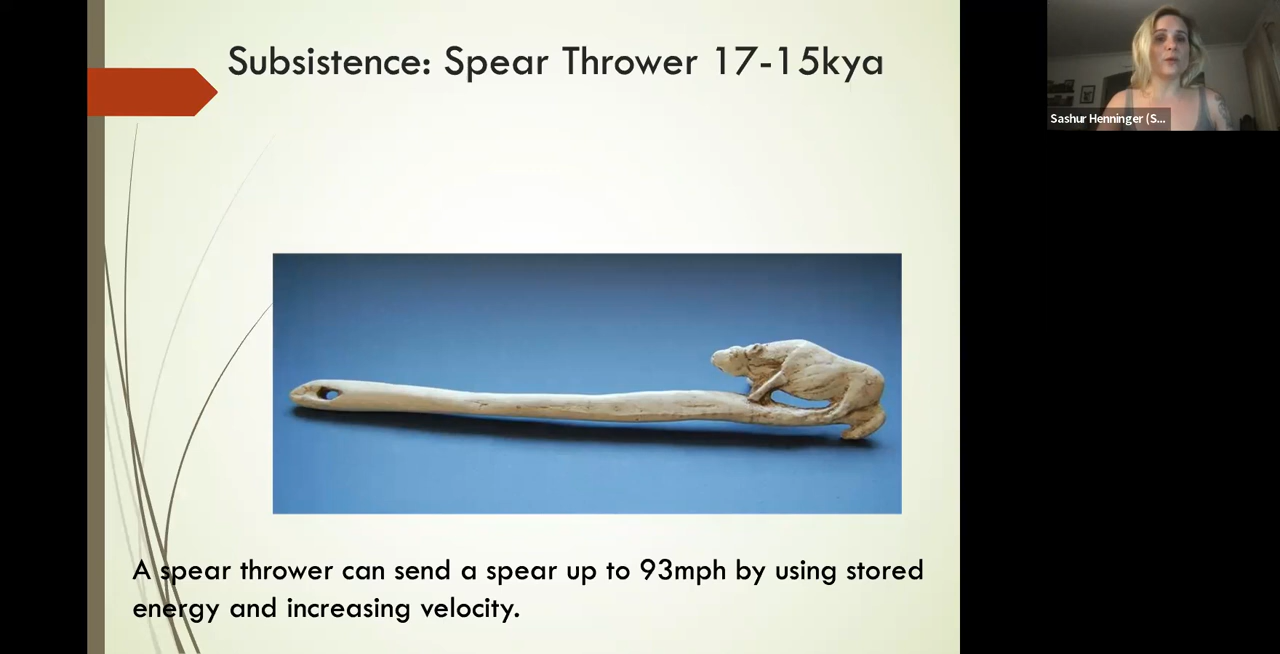 Subsistence: Spear Thrower 17-15kya
Sashur Henninger (S...
A spear thrower can send a spear up to 93mph by using stored
energy and increasing velocity.